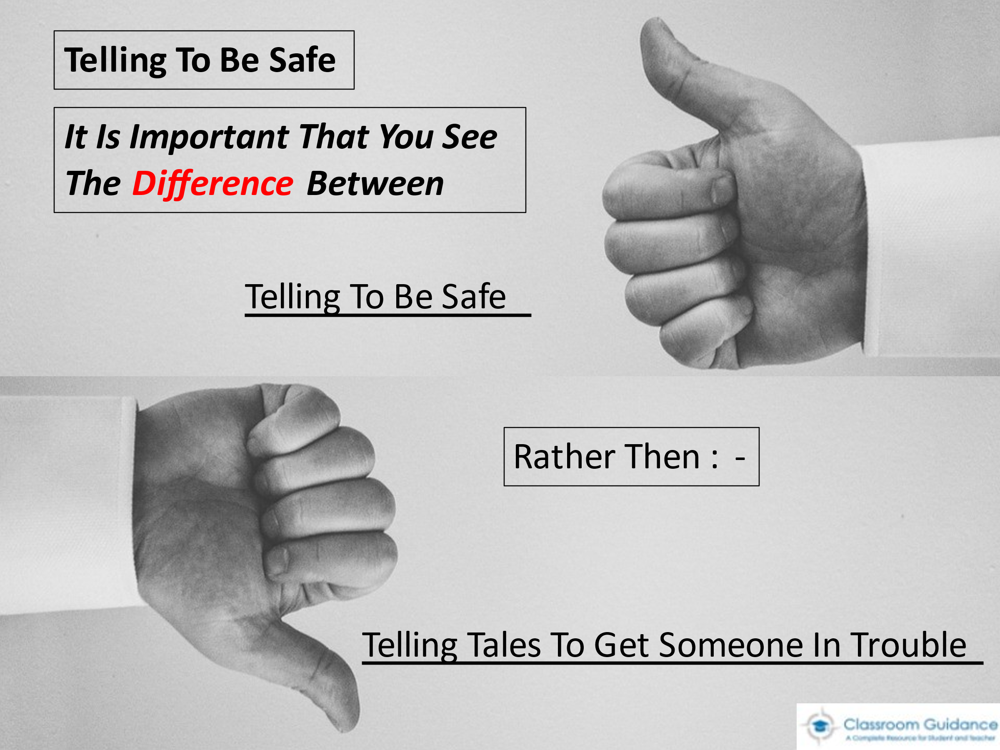 Telling To Be Safe
It Is Important That You See
The Difference Between
Telling To Be Safe
Rather Then : -
Telling Tales To Get Someone In Trouble
Classroom Guidance
A Complete Resource for Student and Teacher